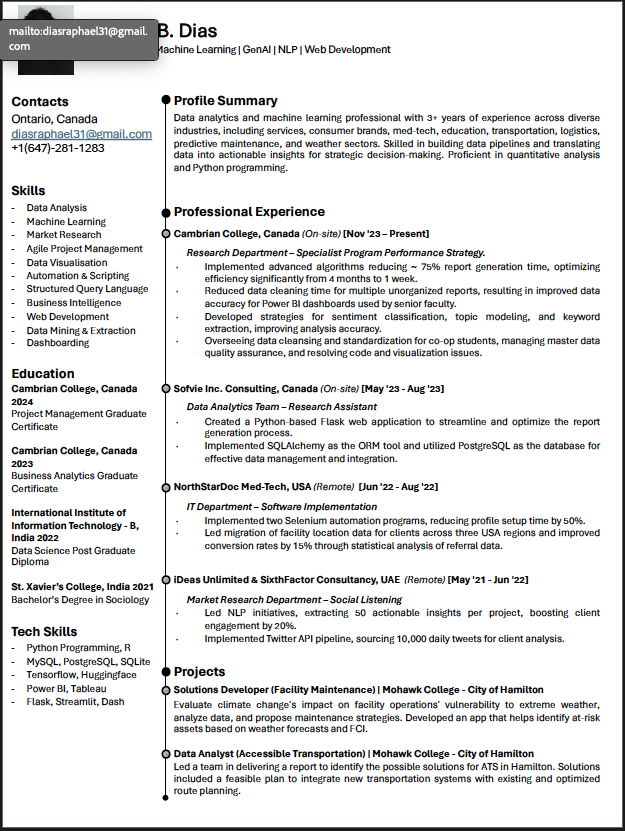 mailto:diasraphael31@gmail.
com
B. Dias
Machine Learning | GenAI | NLP | Web Development
Contacts
Ontario, Canada
diasraphael31@gmail.com
+1(647)-281-1283
Skills
- Data Analysis
- Machine Learning
- Market Research
- Agile Project Management
- Data Visualisation
- Automation & Scripting
- Structured Query Language
- Business Intelligence
- Web Development
- Data Mining & Extraction
- Dashboarding
Education
Cambrian College, Canada
2024
Project Management Graduate
Certificate
Cambrian College, Canada
2023
Business Analytics Graduate
Certificate
International Institute of
Information Technology - B,
India 2022
Data Science Post Graduate
Diploma
St. Xavier's College, India 2021
Bachelor's Degree in Sociology
Tech Skills
- Python Programming, R
- MySQL, PostgreSQL, SQLite
- Tensorflow, Huggingface
- Power BI, Tableau
- Flask, Streamlit, Dash
Profile Summary
Data analytics and machine learning professional with 3+ years of experience across diverse
industries, including services, consumer brands, med-tech, education, transportation, logistics,
predictive maintenance, and weather sectors. Skilled in building data pipelines and translating
data into actionable insights for strategic decision-making. Proficient in quantitative analysis
and Python programming.
Professional Experience
Cambrian College, Canada (On-site) [Nov '23 – Present]
Research Department – Specialist Program Performance Strategy.
· Implemented advanced algorithms reducing ~ 75% report generation time, optimizing
efficiency significantly from 4 months to 1 week.
· Reduced data cleaning time for multiple unorganized reports, resulting in improved data
accuracy for Power BI dashboards used by senior faculty.
· Developed strategies for sentiment classification, topic modeling, and keyword
extraction, improving analysis accuracy.
· Overseeing data cleansing and standardization for co-op students, managing master data
quality assurance, and resolving code and visualization issues.
Sofvie Inc. Consulting, Canada (On-site) [May '23 - Aug '23]
Data Analytics Team – Research Assistant
· Created a Python-based Flask web application to streamline and optimize the report
generation process.
· Implemented SQLAlchemy as the ORM tool and utilized PostgreSQL as the database for
effective data management and integration.
NorthStarDoc Med-Tech, USA (Remote) [Jun '22 - Aug '22]
IT Department – Software Implementation
· Implemented two Selenium automation programs, reducing profile setup time by 50%.
· Led migration of facility location data for clients across three USA regions and improved
conversion rates by 15% through statistical analysis of referral data.
iDeas Unlimited & SixthFactor Consultancy, UAE (Remote) [May '21 - Jun '22]
Market Research Department – Social Listening
· Led NLP initiatives, extracting 50 actionable insights per project, boosting client
engagement by 20%.
· Implemented Twitter API pipeline, sourcing 10,000 daily tweets for client analysis.
Projects
Solutions Developer (Facility Maintenance) | Mohawk College - City of Hamilton
Evaluate climate change's impact on facility operations' vulnerability to extreme weather,
analyze data, and propose maintenance strategies. Developed an app that helps identify at-risk
assets based on weather forecasts and FCI.
Data Analyst (Accessible Transportation) | Mohawk College - City of Hamilton
Led a team in delivering a report to identify the possible solutions for ATS in Hamilton. Solutions
included a feasible plan to integrate new transportation systems with existing and optimized
route planning.